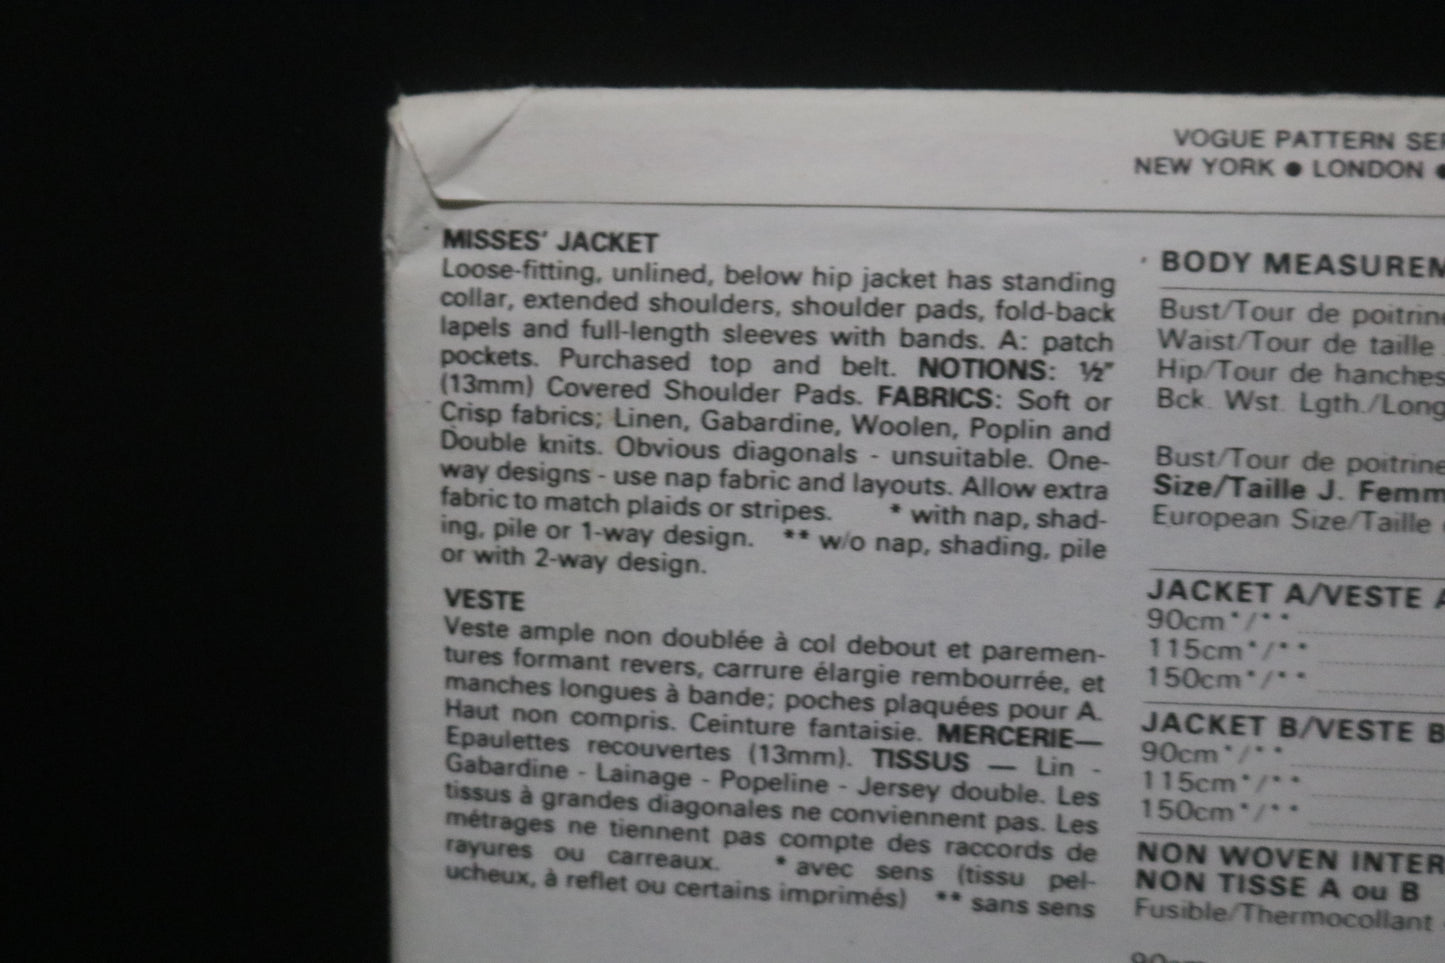 VOGUE PATTERN
NEW YORK ● LONDON ●
MISSES' JACKET
Loose-fitting, unlined, below hip jacket has standing
collar, extended shoulders, shoulder pads, fold-back
lapels and full-length sleeves with bands. A: patch
pockets. Purchased top and belt. NOTIONS: ½"
(13mm) Covered Shoulder Pads. FABRICS: Soft or
Crisp fabrics; Linen, Gabardine, Woolen, Poplin and
Double knits. Obvious diagonals - unsuitable. One-
way designs - use nap fabric and layouts. Allow extra
fabric to match plaids or stripes. * with nap, shad-
ing, pile or 1-way design. ** w/o nap, shading, pile
or with 2-way design.
VESTE
Veste ample non doublée à col debout et paremen-
tures formant revers, carrure élargie rembourrée, et
manches longues à bande; poches plaquées pour A.
Haut non compris. Ceinture fantaisie. MERCERIE—
Epaulettes recouvertes (13mm). TISSUS — Lin -
Gabardine - Lainage - Popeline - Jersey double. Les
tissus à grandes diagonales ne conviennent pas. Les
métrages ne tiennent pas compte des raccords de
rayures ou carreaux. * avec sens (tissu pel-
ucheux, à reflet ou certains imprimés) ** sans sens
BODY
Bust/Tour de poitrine
Waist/Tour de taille
Hip/Tour de hanches
Bck. Wst. Lgth./Long
Bust/Tour de poitrine
Size/Taille J. Femm
European Size/Taille
JACKET A/VESTE A
90cm*/**
115cm*/**
150cm*/**
JACKET B/VESTE B
90cm*/**
115cm*/**
150cm*/**
NON WOVEN INTER
NON TISSE A ou B
Fusible/Thermocollant
90cm